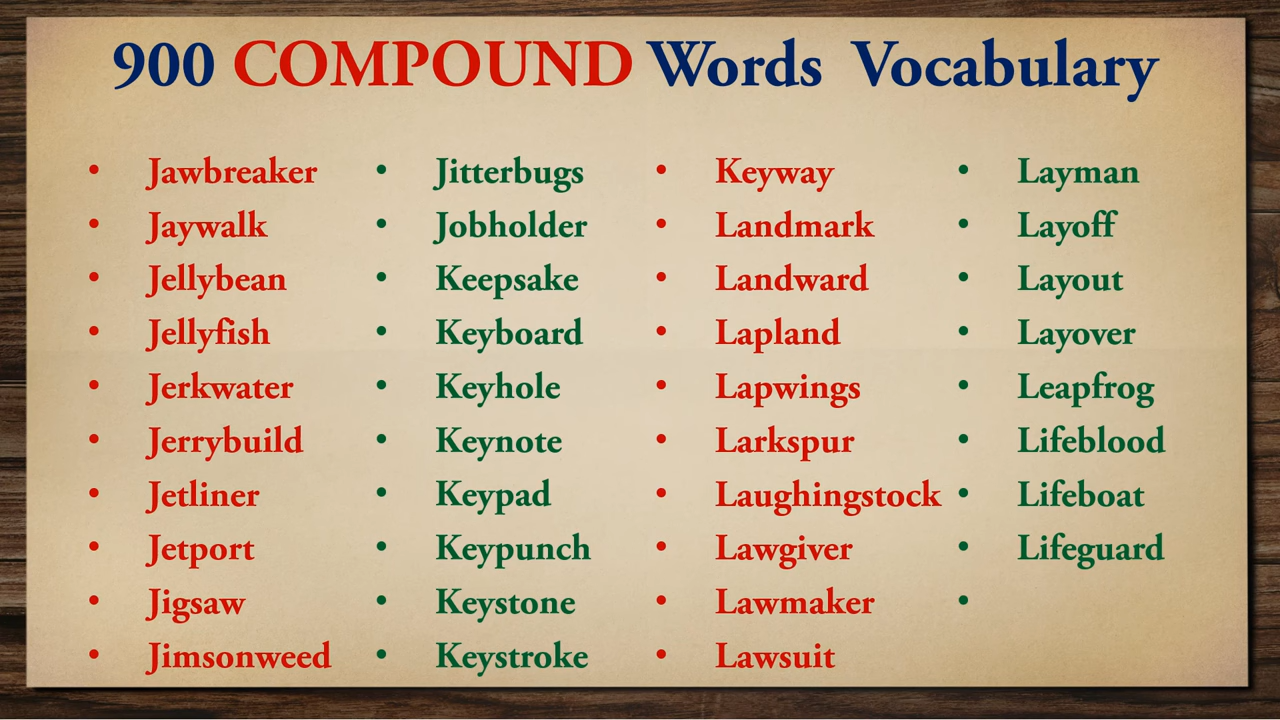 900 COMPOUND Words Vocabulary
• Jawbreaker
• Jaywalk
• Jellybean
• Jellyfish
• Jerkwater
• Jerrybuild
• Jetliner
• Jetport
• Jigsaw
• Jimsonweed
• Jitterbugs
• Jobholder
• Keepsake
• Keyboard
• Keyhole
• Keynote
• Keypad
• Keypunch
• Keystone
• Keystroke
• Keyway
• Landmark
• Landward
• Lapland
• Lapwings
• Larkspur
• Laughingstock
• Lawgiver
• Lawmaker
• Lawsuit
• Layman
• Layoff
• Layout
• Layover
• Leapfrog
• Lifeblood
• Lifeboat
• Lifeguard
•